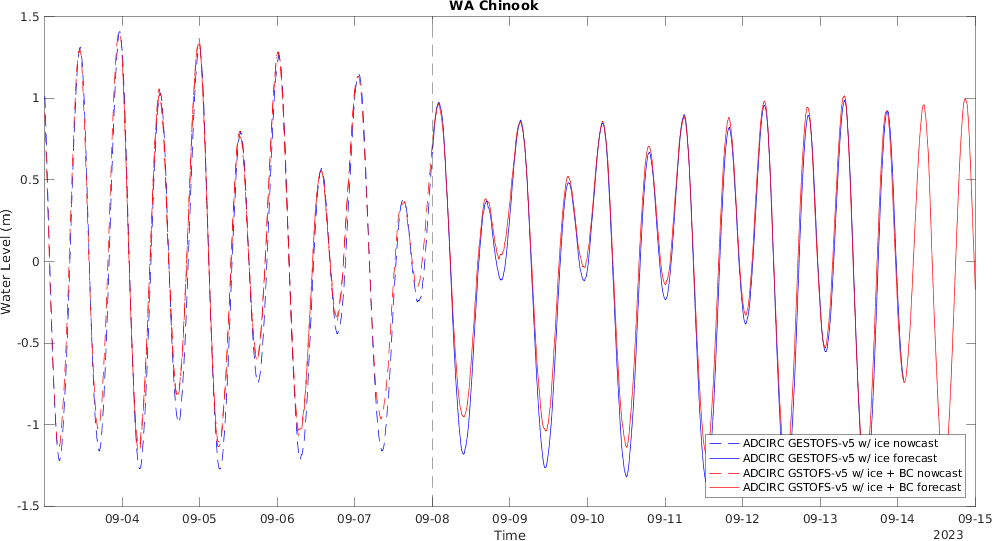 WA Chinook
Water Level (m)
1.5
1
0.5
0
-0.5
-1
-1.5
ADCIRC GESTOFS-v5 w/ ice nowcast
ADCIRC GESTOFS-v5 w/ ice forecast
ADCIRC GSTOFS-v5 w/ ice + BC nowcast
ADCIRC GSTOFS-v5 w/ ice + BC forecast
09-04 09-05 09-06 09-07 09-08 09-09 09-10 09-11 09-12 09-13 09-14 09-15
Time
2023